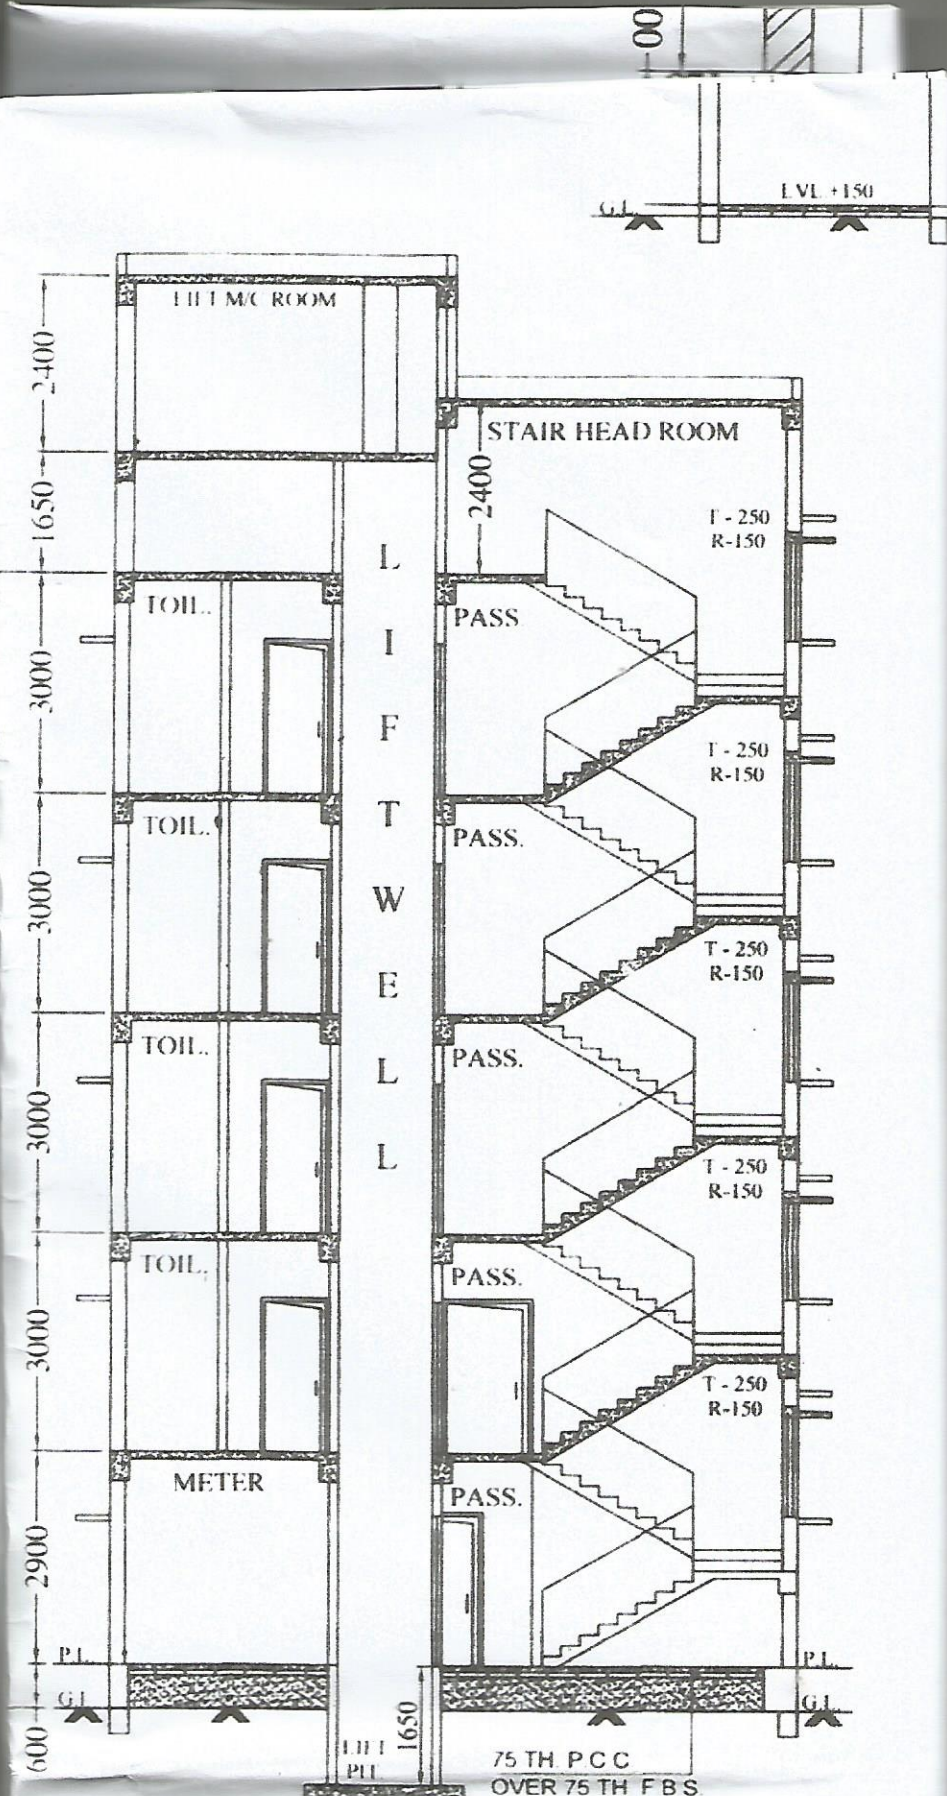 00
LVL +150
G.L.
LIFT M/C ROOM
2400
STAIR HEAD ROOM
2400
1650
T - 250
R-150
LIFT WELL
TOIL.
PASS
3000
T - 250
R-150
TOIL.
PASS.
3000
T - 250
R-150
TOIL.
PASS.
3000
T - 250
R-150
TOIL.
PASS.
3000
T - 250
R-150
METER
PASS.
2900
P.L.
P.L.
G.L.
G.L.
600
1650
LIFT
PIT
75 TH. P C C
OVER 75 TH F B S.